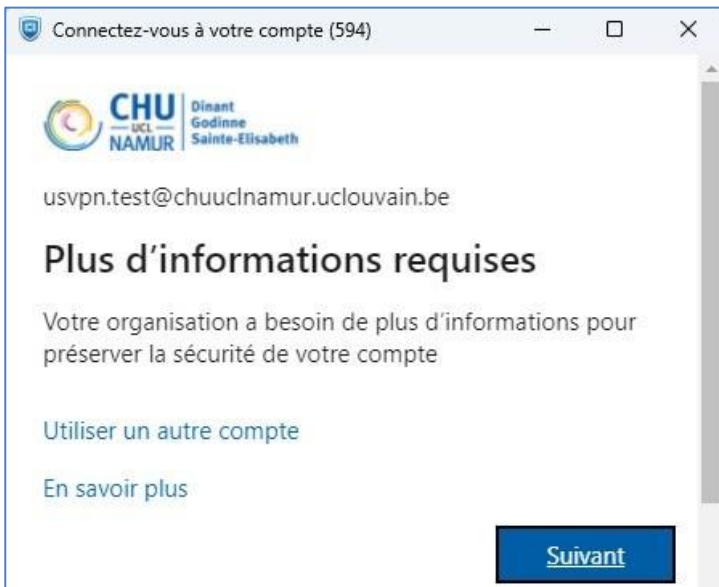 Connectez-vous à votre compte (594)
CHU
UCL
NAMUR
Dinant
Godinne
Sainte-Elisabeth
usvpn.test@chuuclnamur.uclouvain.be
Plus d’informations requises
Votre organisation a besoin de plus d’informations pour
préserver la sécurité de votre compte
Utiliser un autre compte
En savoir plus
Suivant